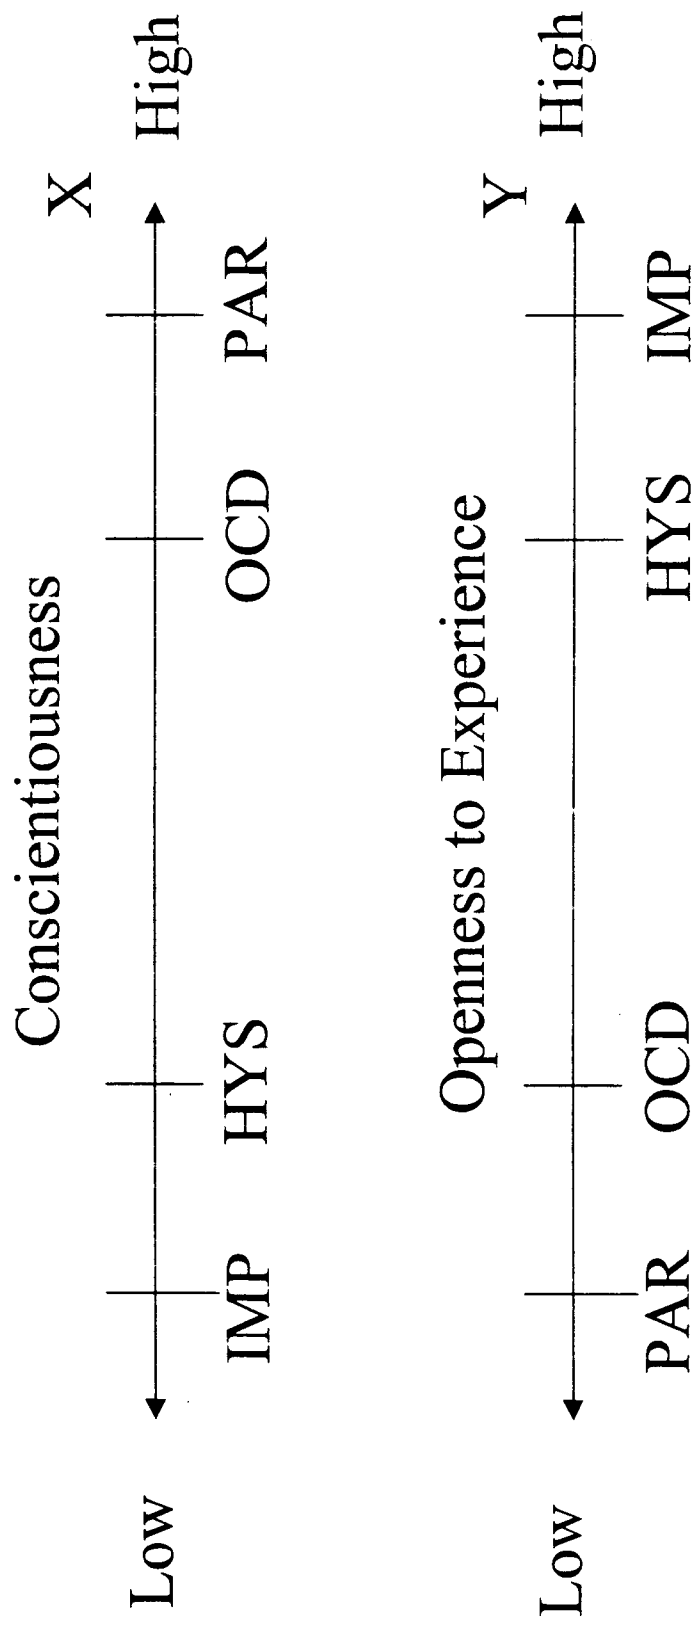 Conscientiousness
X
Low High
IMP HYS OCD PAR
Openness to Experience
Y
Low High
PAR OCD HYS IMP